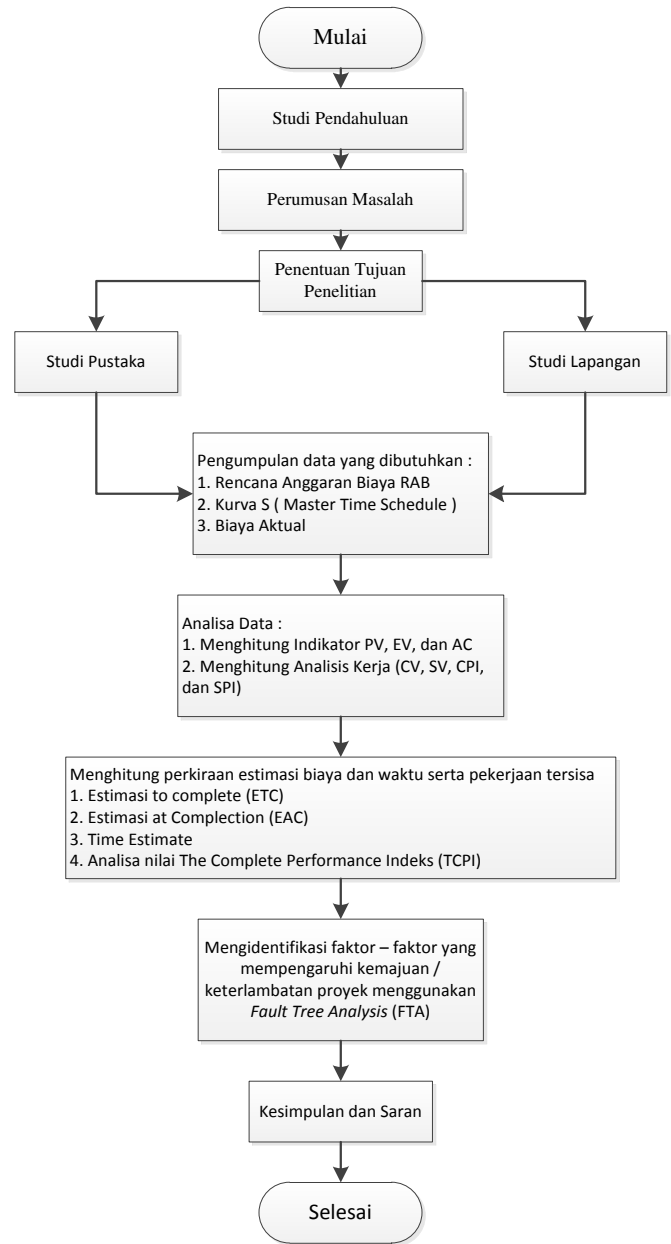 Mulai
Studi Pendahuluan
Perumusan Masalah
Penentuan Tujuan
Penelitian
Studi Pustaka
Studi Lapangan
Pengumpulan data yang dibutuhkan :
1. Rencana Anggaran Biaya RAB
2. Kurva S ( Master Time Schedule )
3. Biaya Aktual
Analisa Data :
1. Menghitung Indikator PV, EV, dan AC
2. Menghitung Analisis Kerja (CV, SV, CPI,
dan SPI)
Menghitung perkiraan estimasi biaya dan waktu serta pekerjaan tersisa
1. Estimasi to complete (ETC)
2. Estimasi at Complection (EAC)
3. Time Estimate
4. Analisa nilai The Complete Performance Indeks (TCPI)
Mengidentifikasi faktor – faktor yang
mempengaruhi kemajuan /
keterlambatan proyek menggunakan
Fault Tree Analysis (FTA)
Kesimpulan dan Saran
Selesai